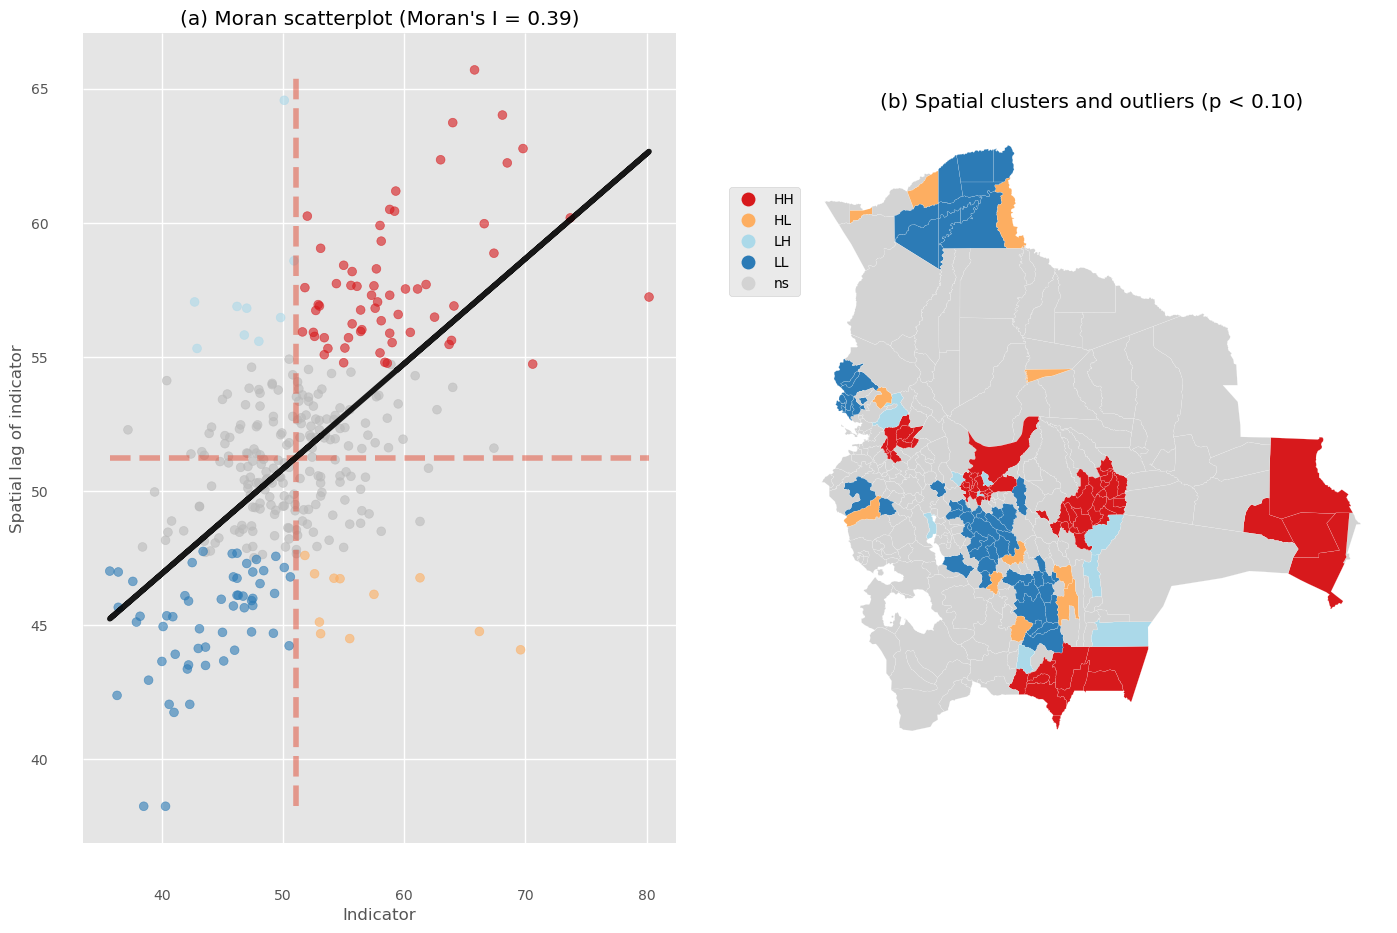 (a) Moran scatterplot (Moran's I = 0.39)
65
60
55
50
45
40
Spatial lag of indicator
40 50 60 70 80
Indicator
(b) Spatial clusters and outliers (p < 0.10)
HH
HL
LH
LL
ns